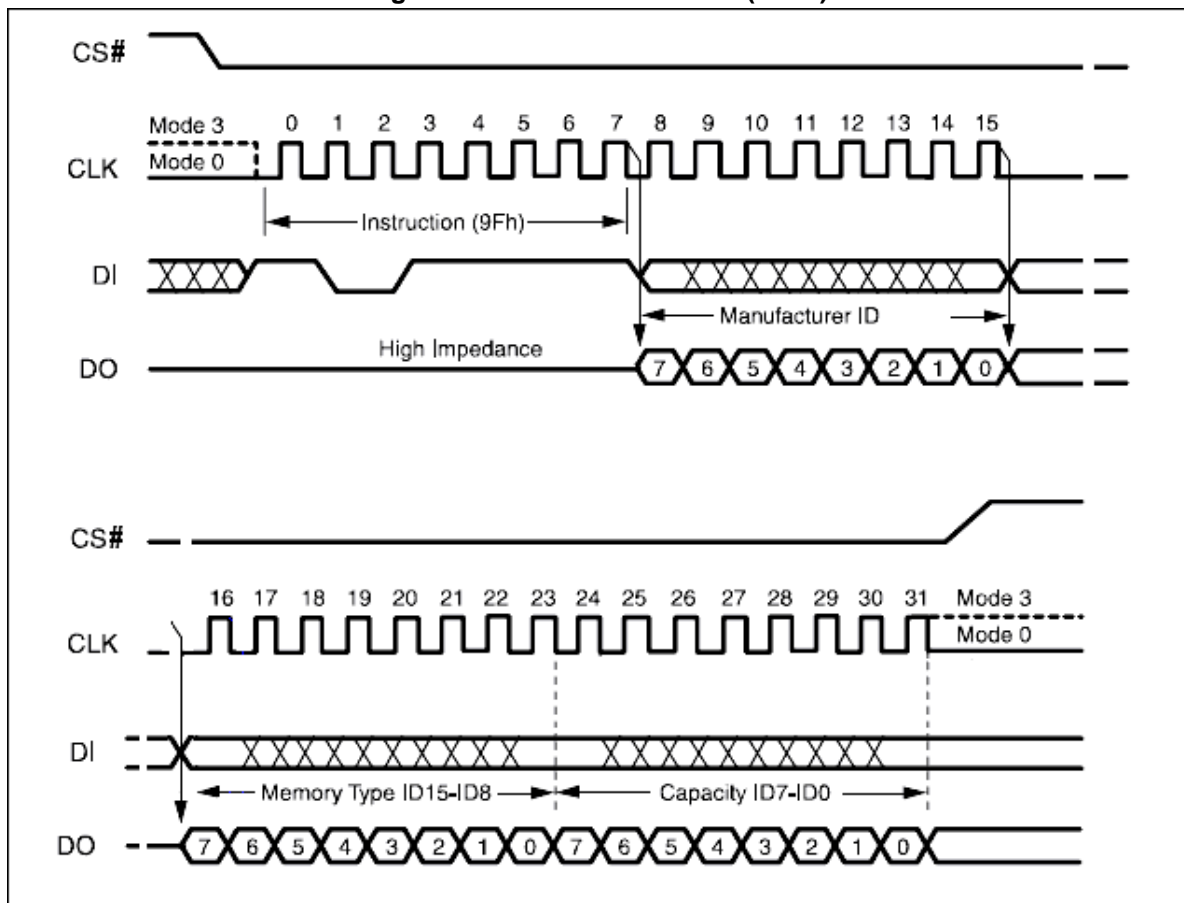 CS#
Mode 3
0 1 2 3 4 5 6 7 8 9 10 11 12 13 14 15
CLK
Mode 0
Instruction (9Fh)
DI
Manufacturer ID
High Impedance
DO
7 6 5 4 3 2 1 0
CS#
16 17 18 19 20 21 22 23 24 25 26 27 28 29 30 31
Mode 3
CLK
Mode 0
DI
Memory Type ID15-ID8
Capacity ID7-ID0
DO
7 6 5 4 3 2 1 0 7 6 5 4 3 2 1 0